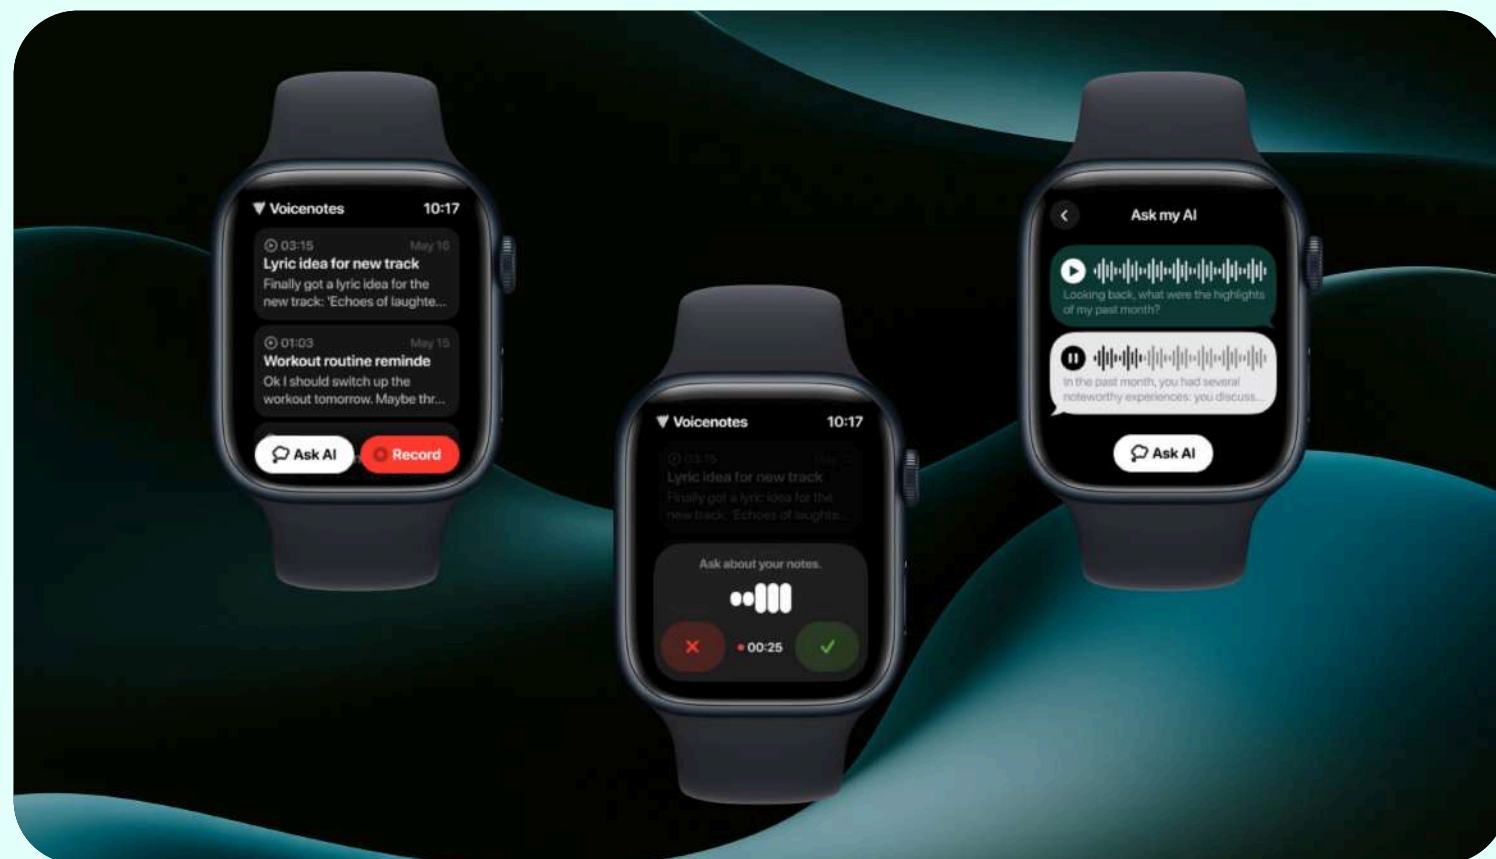 Voicenotes 10:17
03:15 May 16
Lyric idea for new track
Finally got a lyric idea for the
new track: 'Echoes of laughte...
01:03 May 15
Workout routine reminde
Ok I should switch up the
workout tomorrow. Maybe thr...
Ask AI Record
Voicenotes 10:17
03:15 May
Lyric idea for new track
Finally got a lyric idea for the
new track: 'Echoes of laughte...
Ask about your notes.
00:25
Ask my AI
Looking back, what were the highlights
of my past month?
In the past month, you had several
noteworthy experiences: you discuss...
Ask AI